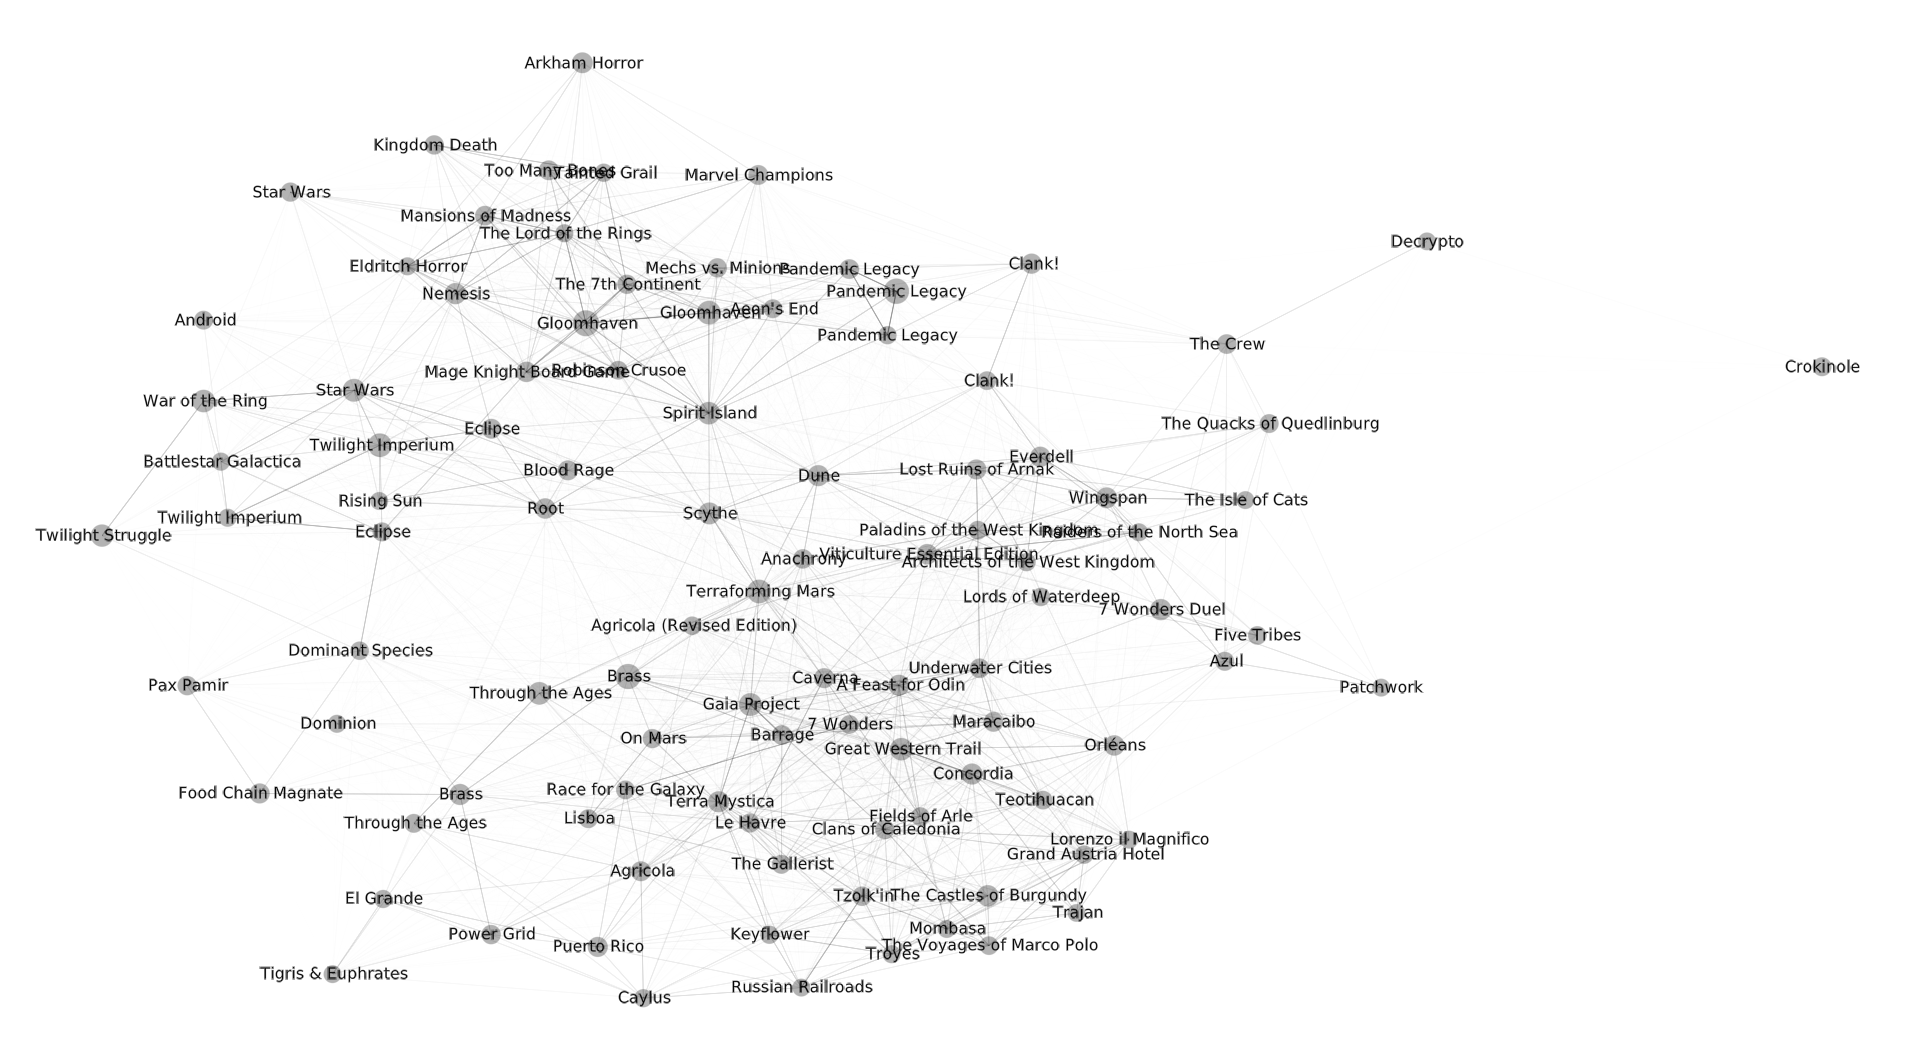 Arkham Horror
Kingdom Death
Too Many Bones
Tainted Grail
Marvel Champions
Star Wars
Mansions of Madness
The Lord of the Rings
Decrypto
Eldritch Horror
Mechs vs. Minions
Pandemic Legacy
Clank!
The 7th Continent
Nemesis
Pandemic Legacy
Android
Gloomhaven
Gloomhaven
Aeon's End
Pandemic Legacy
The Crew
Crokinole
Mage Knight Board Game
Robinson Crusoe
Clank!
Star Wars
War of the Ring
Spirit Island
The Quacks of Quedlinburg
Eclipse
Twilight Imperium
Battlestar Galactica
Blood Rage
Dune
Lost Ruins of Arnak
Everdell
Wingspan
The Isle of Cats
Rising Sun
Root
Scythe
Twilight Imperium
Twilight Struggle
Eclipse
Paladins of the West Kingdom
Raiders of the North Sea
Anachrony
Viticulture Essential Edition
Architects of the West Kingdom
Terraming Mars
Lords of Waterdeep
7 Wonders Duel
Agricola (Revised Edition)
Five Tribes
Dominant Species
Azul
Underwater Cities
Pax Pamir
Through the Ages
Brass
Caverna
A Feast for Odin
Patchwork
Gaia Project
Dominion
On Mars
Barrage
7 Wonders
Maracaibo
Great Western Trail
Orléans
Concordia
Food Chain Magnate
Brass
Race for the Galaxy
Terra Mystica
Teotihuacan
Through the Ages
Lisboa
Le Havre
Fields of Arle
Clans of Caledonia
Lorenzo il Magnifico
Grand Austria Hotel
Agricola
The Gallerist
El Grande
Tzolk'in
The Castles of Burgundy
Trajan
Power Grid
Puerto Rico
Keyflower
Mombasa
Troyes
The Voyages of Marco Polo
Tigris & Euphrates
Caylus
Russian Railroads